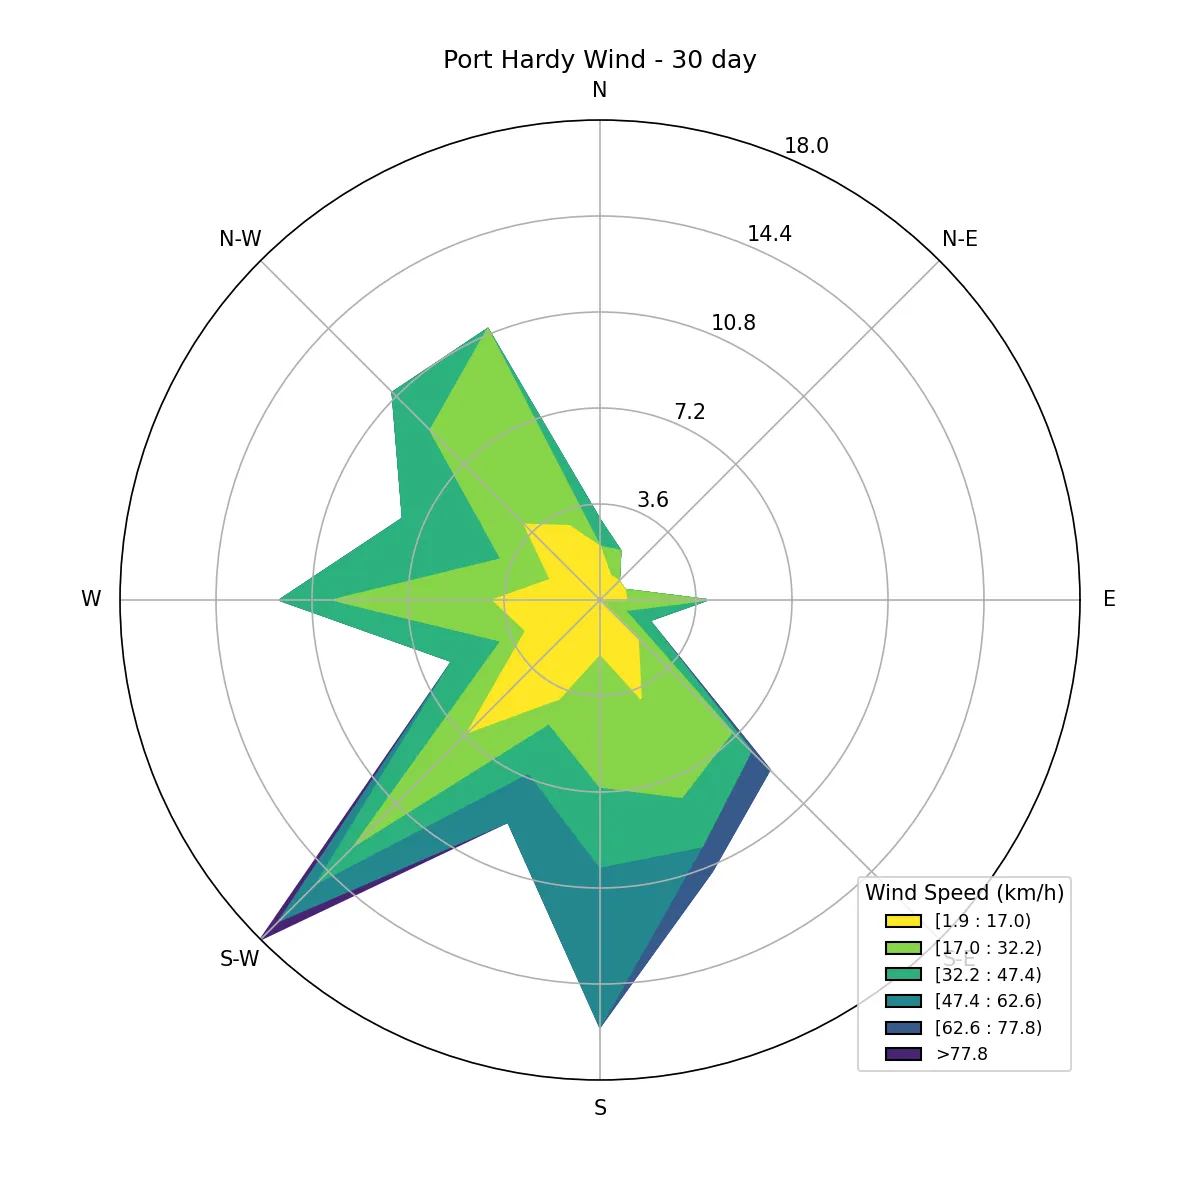 Port Hardy Wind - 30 day
N
18.0
14.4
N-W
N-E
10.8
7.2
3.6
W
E
Wind Speed (km/h)
[1.9 : 17.0)
[17.0 : 32.2)
S-W
S-E
[32.2 : 47.4)
[47.4 : 62.6)
[62.6 : 77.8)
>77.8
S